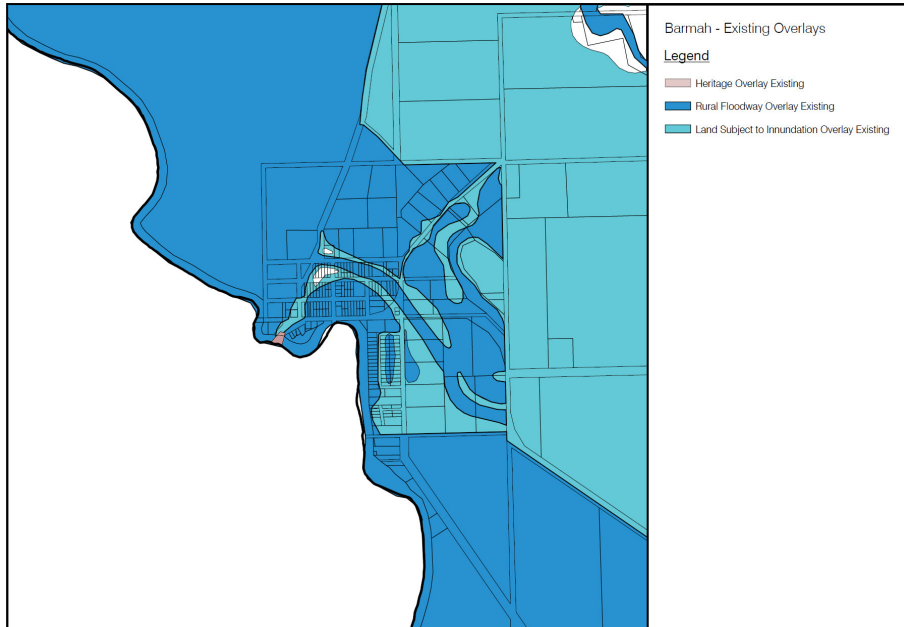 Barmah - Existing Overlays
Legend
Heritage Overlay Existing
Rural Floodway Overlay Existing
Land Subject to Innundation Overlay Existing